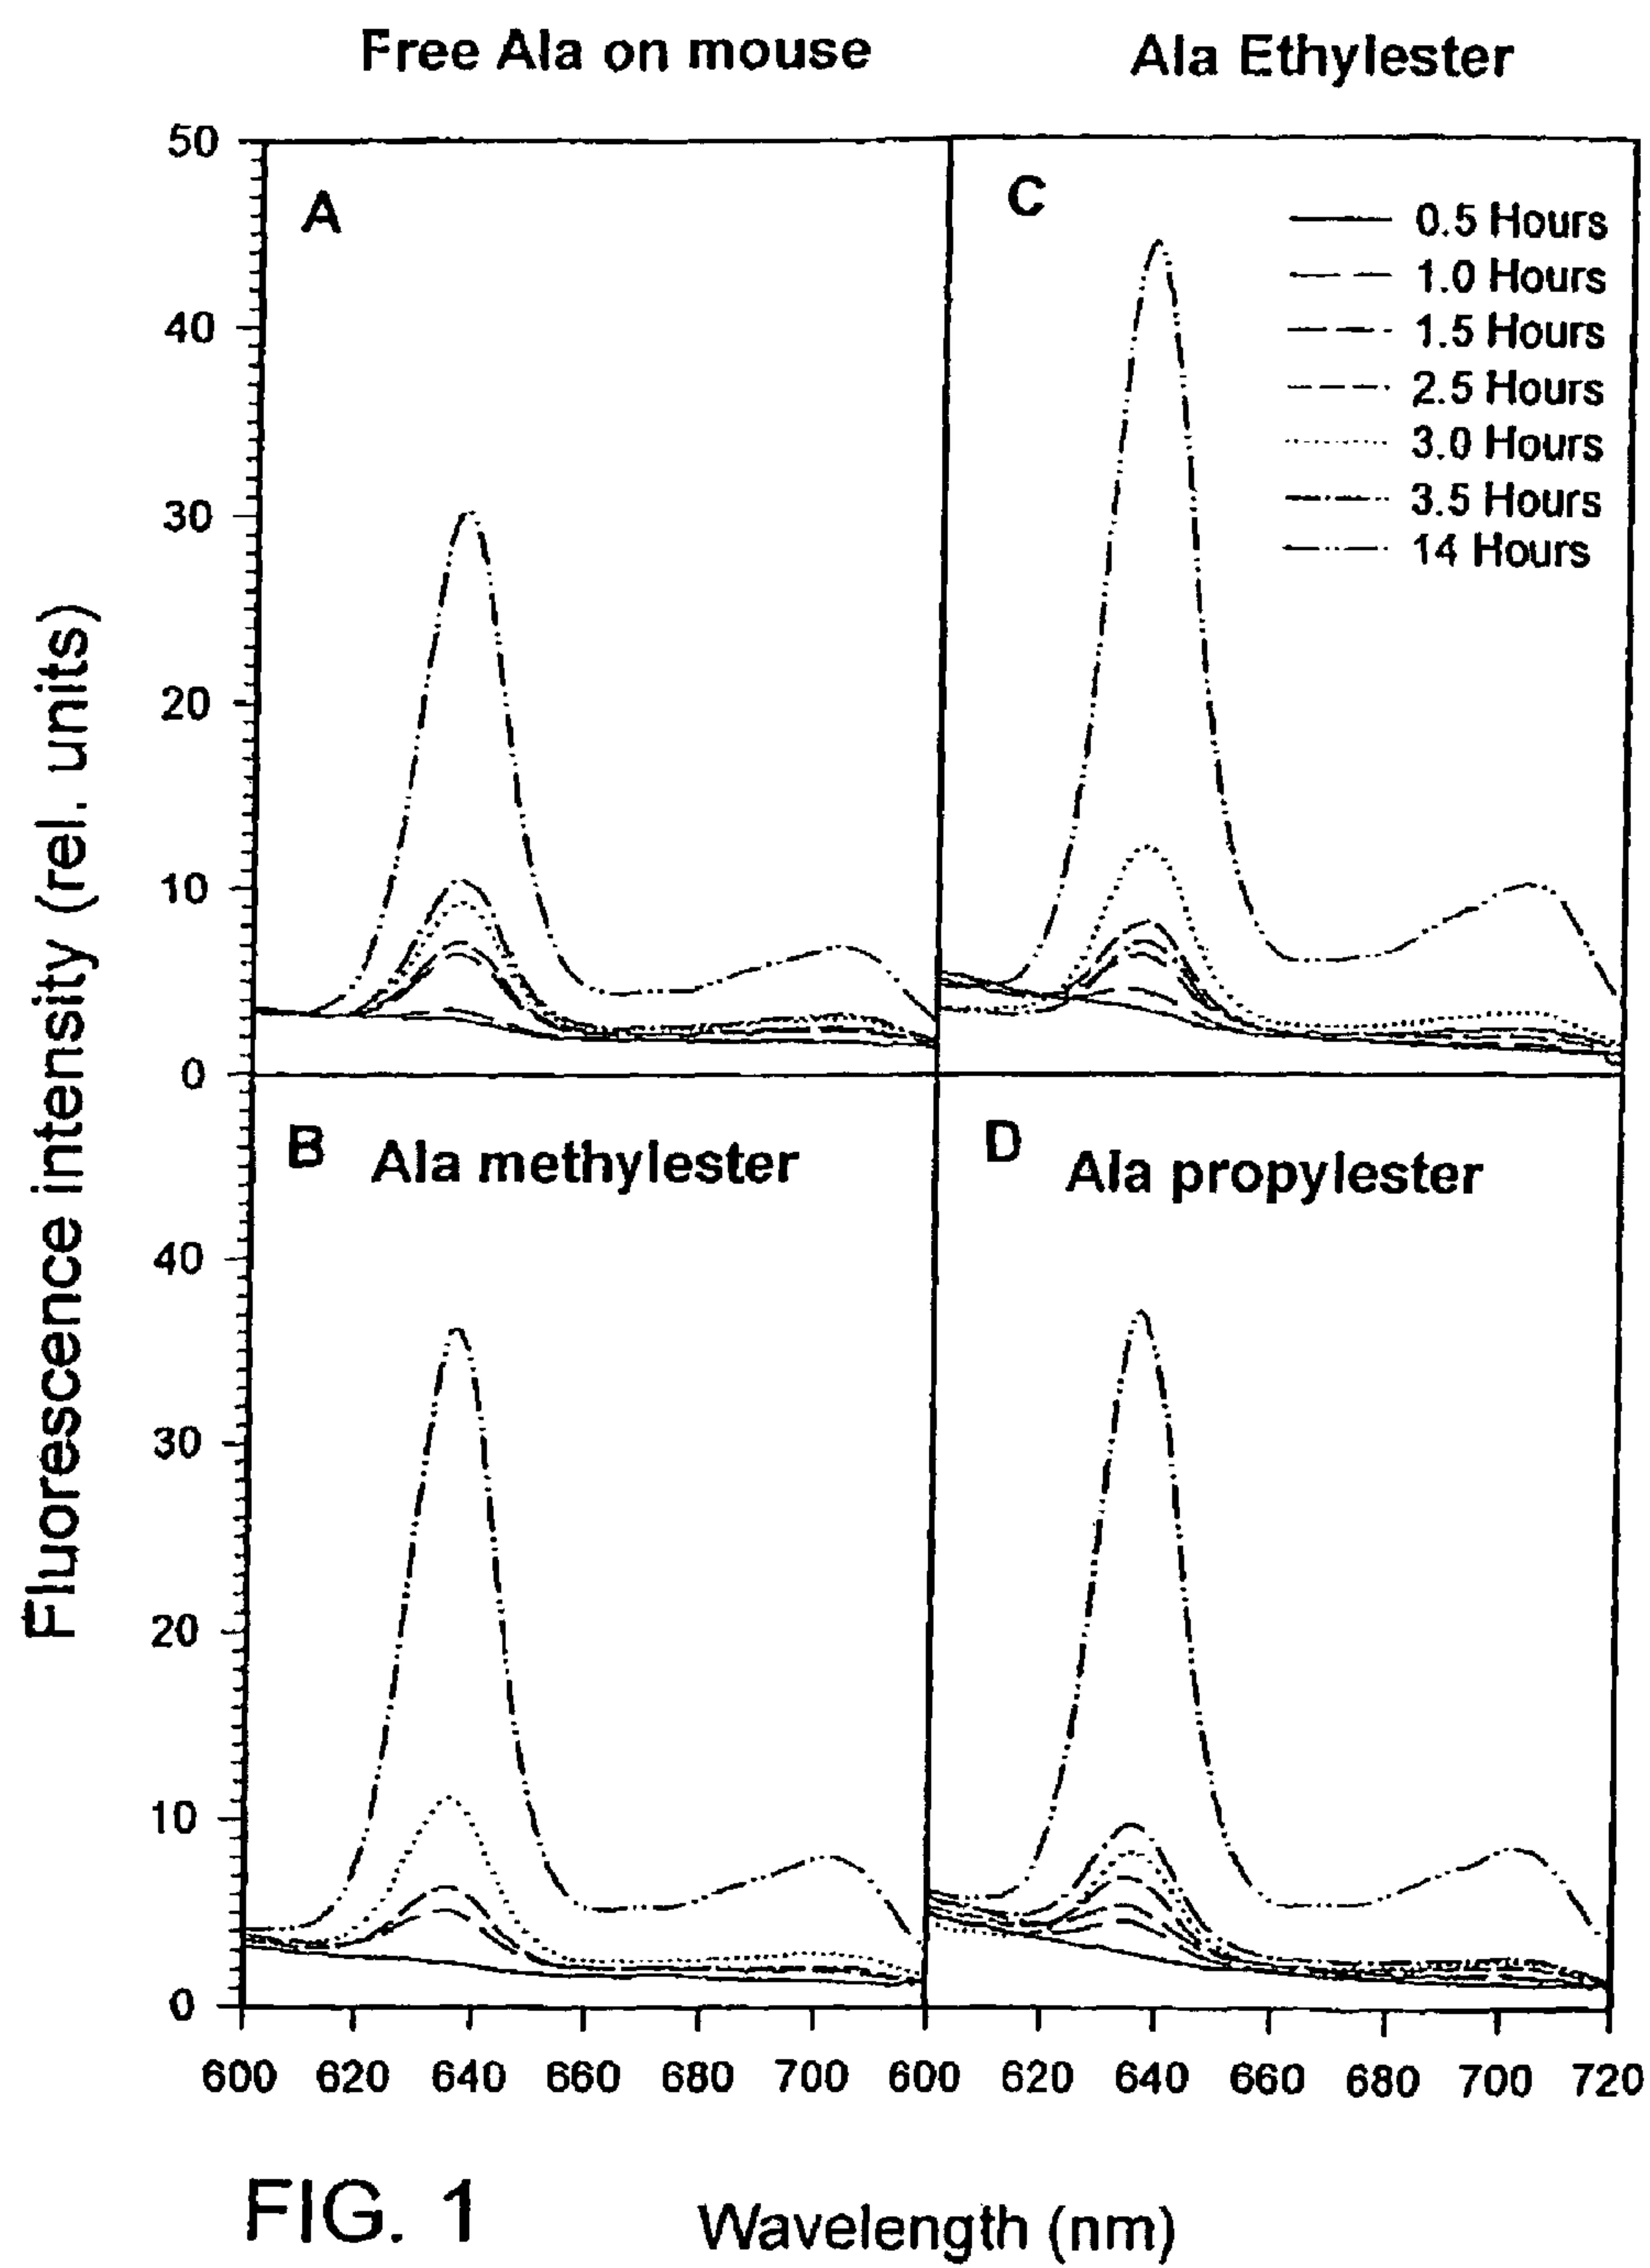 Free Ala on mouse
Ala Ethylester
50
40
30
20
10
0
A
C
0.5 Hours
1.0 Hours
1.5 Hours
2.5 Hours
3.0 Hours
3.5 Hours
14 Hours
Fluorescence intensity (rel. units)
B
Ala methylester
D
Ala propylester
40
30
20
10
0
600 620 640 660 680 700 600 620 640 660 680 700 720
FIG. 1
Wavelength (nm)